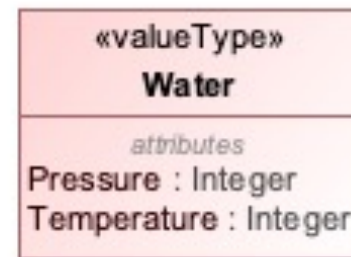 «valueType»
Water
attributes
Pressure : Integer
Temperature : Integer